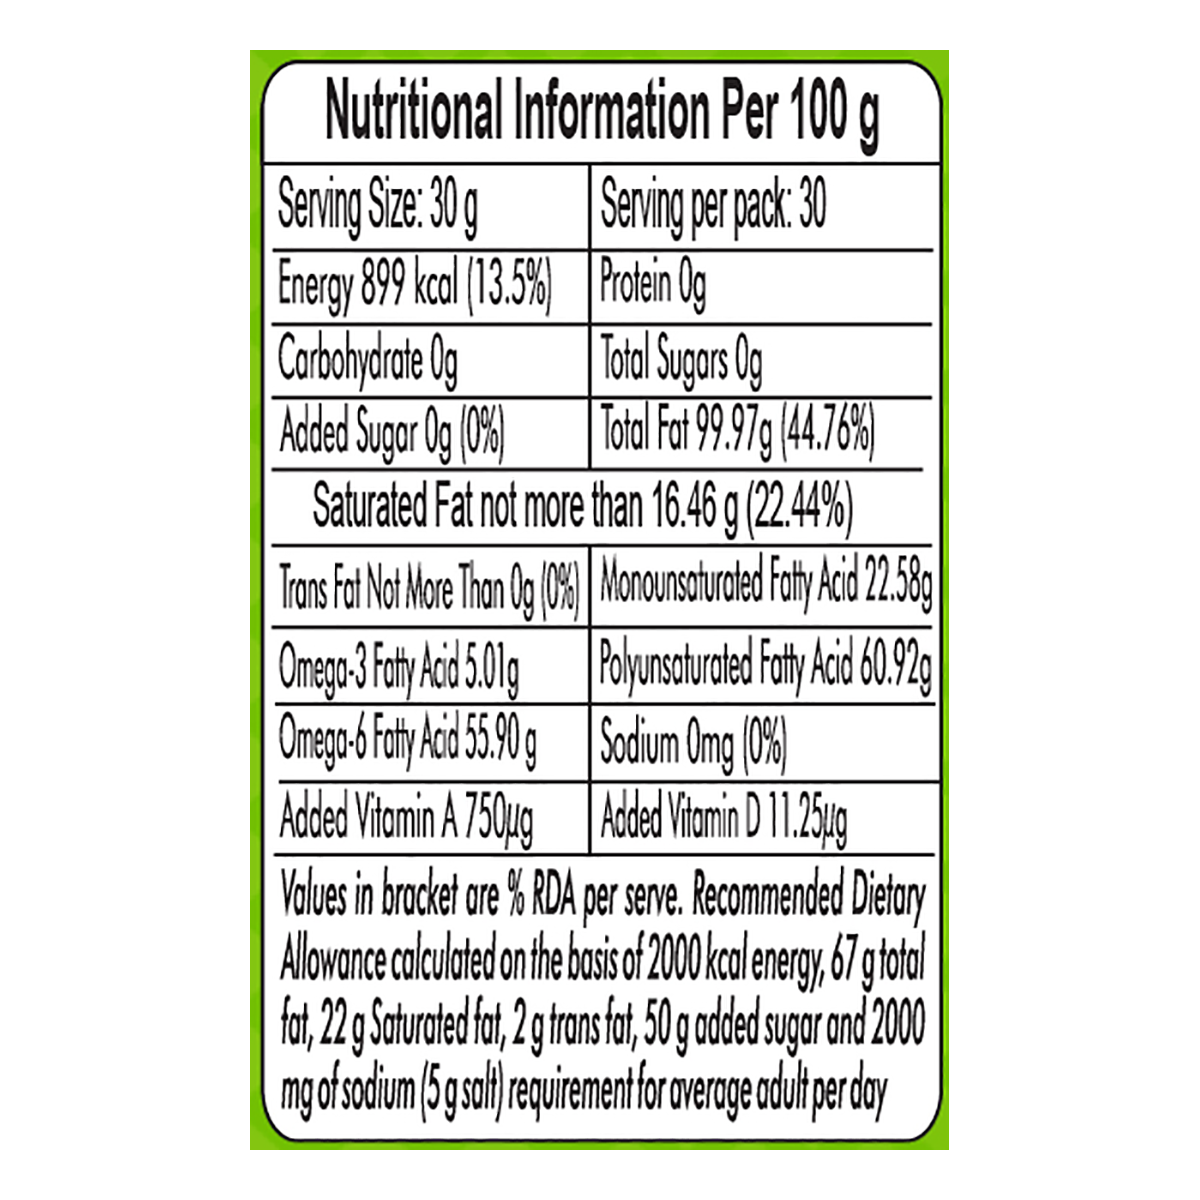 Nutritional Information Per 100 g
Serving Size: 30 g
Serving per pack: 30
Energy 899 kcal (13.5%)
Protein 0g
Carbohydrate 0g
Total Sugars 0g
Added Sugar 0g (0%)
Total Fat 99.97g (44.76%)
Saturated Fat not more than 16.46 g (22.44%)
Trans Fat Not More Than 0g (0%)
Monounsaturated Fatty Acid 22.58g
Omega-3 Fatty Acid 5.01g
Polyunsaturated Fatty Acid 60.92g
Omega-6 Fatty Acid 55.90 g
Sodium 0mg (0%)
Added Vitamin A 750µg
Added Vitamin D 11.25µg
Values in bracket are % RDA per serve. Recommended Dietary
Allowance calculated on the basis of 2000 kcal energy, 67 g total
fat, 22 g Saturated fat, 2 g trans fat, 50 g added sugar and 2000
mg of sodium (5 g salt) requirement for average adult per day